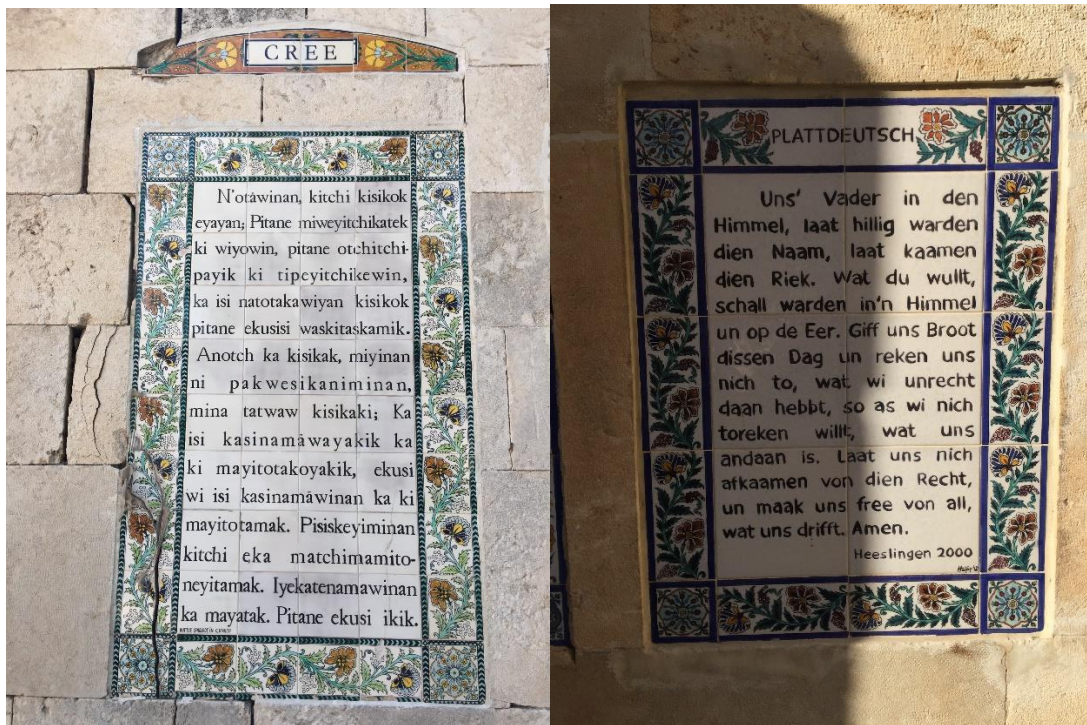 CREE
N'otàwinan, kitchi kisikok
eyayan; Pitane miweyitchikatek
ki wiyowin, pitane otchitchi-
payik ki tipeyitchikewin,
ka isi natotakawiyan kisikok
pitane ekusisi waskitaskamik.
Anotch ka kisikak, miyinan
ni pakwesikaniminan,
mina tatwaw kisikaki; Ka
isi kasinamàwayakik ka
ki mayitotakoyakik, ekusi
wi isi kasinamàwinan ka ki
mayitotamak. Pisiskeyiminan
kitchi eka matchimamito-
neyitamak. Iyekatenamawinan
ka mayatak. Pitane ekusi ikik.
PLATTDEUTSCH
Uns' Vader in den
Himmel, laat hillig warden
dien Naam, laat kaamen
dien Riek. Wat du wullt,
schall warden in'n Himmel
un op de Eer. Giff uns Broot
dissen Dag un reken uns
nich to, wat wi unrecht
daan hebbt, so as wi nich
toreken willt, wat uns
andaan is. Laat uns nich
afkaamen von dien Recht,
un maak uns free von all,
wat uns drifft. Amen.
Heeslingen 2000